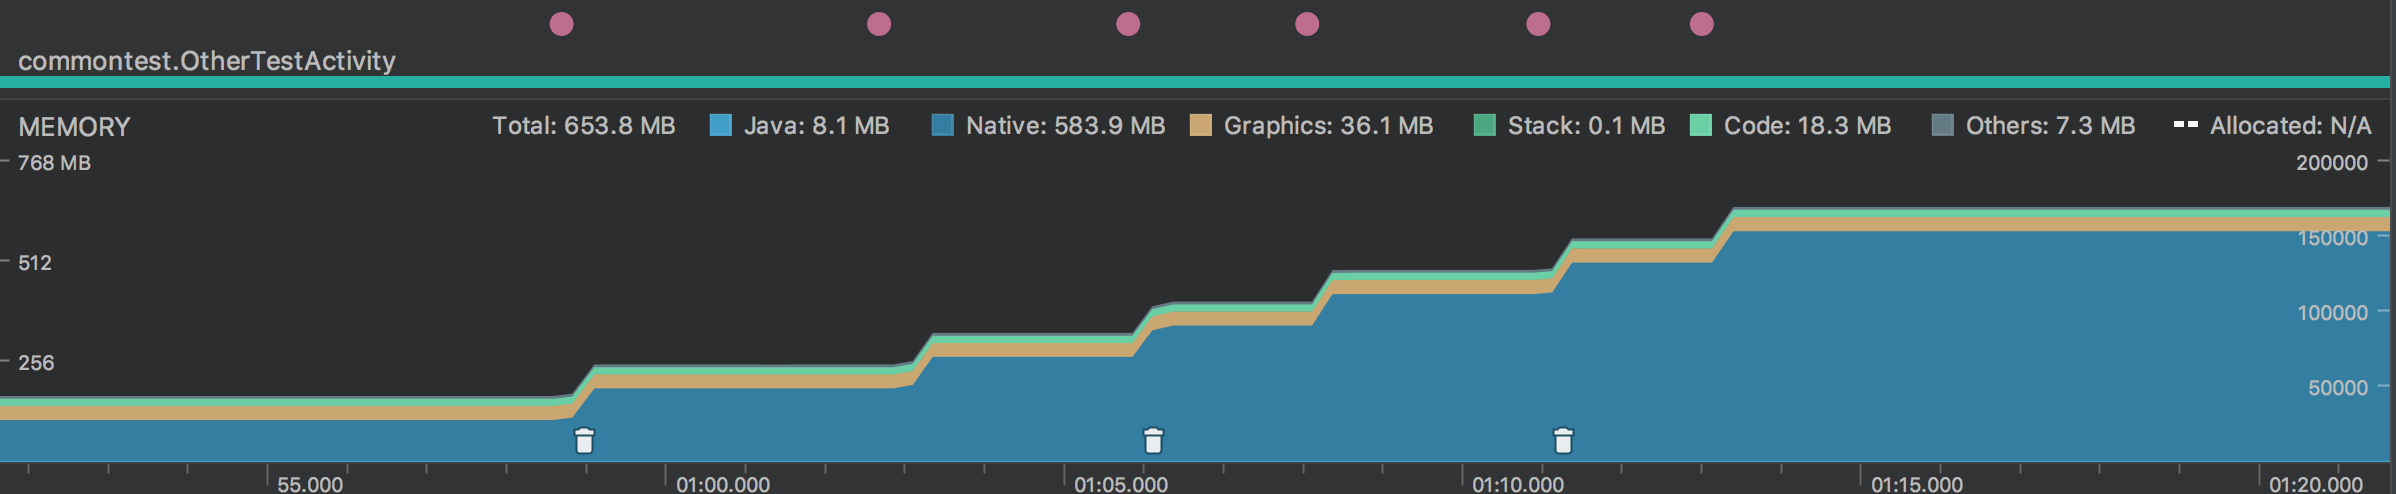 commontest.OtherTestActivity
MEMORY Total: 653.8 MB Java: 8.1 MB Native: 583.9 MB Graphics: 36.1 MB Stack: 0.1 MB Code: 18.3 MB Others: 7.3 MB Allocated: N/A
768 MB 200000
512 150000
100000
256 50000
55.000 01:00.000 01:05.000 01:10.000 01:15.000 01:20.000